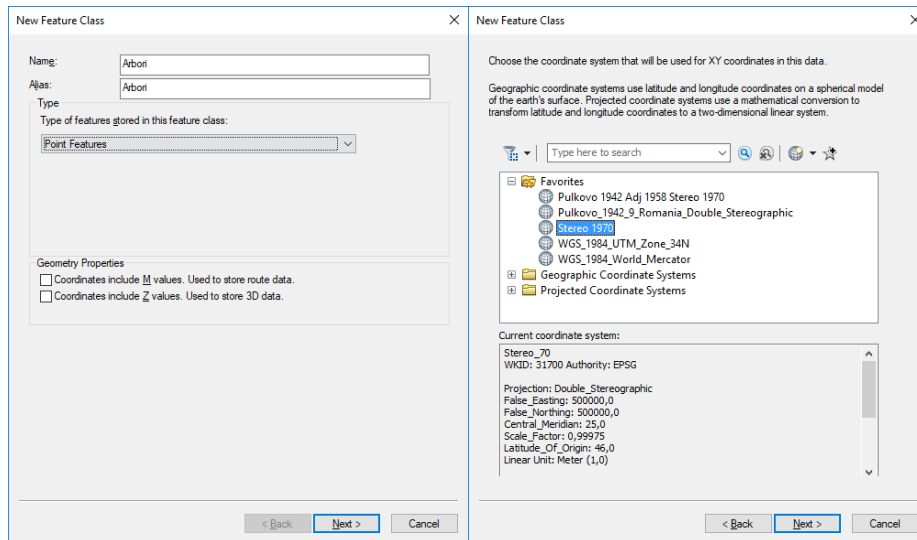 New Feature Class
Name:
Arbori
Alias:
Arbori
Type
Type of features stored in this feature class:
Point Features
Geometry Properties
Coordinates include M values. Used to store route data.
Coordinates include Z values. Used to store 3D data.
< Back
Next >
Cancel
New Feature Class
Choose the coordinate system that will be used for XY coordinates in this data.
Geographic coordinate systems use latitude and longitude coordinates on a spherical model
of the earth's surface. Projected coordinate systems use a mathematical conversion to
transform latitude and longitude coordinates to a two-dimensional linear system.
Type here to search
Favorites
Pulkovo 1942 Adj 1958 Stereo 1970
Pulkovo_1942_9_Romania_Double_Stereographic
Stereo 1970
WGS_1984_UTM_Zone_34N
WGS_1984_World_Mercator
Geographic Coordinate Systems
Projected Coordinate Systems
Current coordinate system:
Stereo_70
WKID: 31700 Authority: EPSG
Projection: Double_Stereographic
False_Easting: 500000,0
False_Northing: 500000,0
Central_Meridian: 25,0
Scale_Factor: 0,99975
Latitude_Of_Origin: 46,0
Linear Unit: Meter (1,0)
< Back
Next >
Cancel